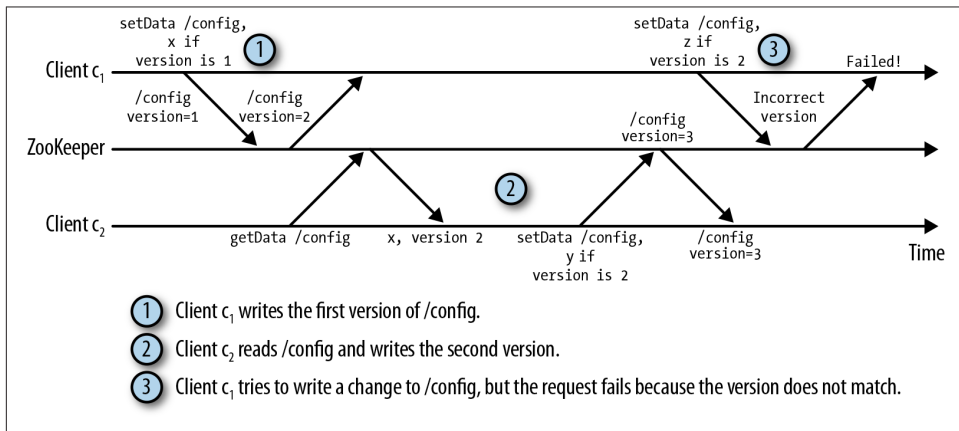 setData /config,
x if
version is 1
1
setData /config,
z if
version is 2
3
Failed!
Client c₁
/config
version=1
/config
version=2
/config
version=3
Incorrect
version
ZooKeeper
2
Client c₂
getData /config
x, version 2
setData /config,
y if
version is 2
/config
version=3
Time
1 Client c₁ writes the first version of /config.
2 Client c₂ reads /config and writes the second version.
3 Client c₁ tries to write a change to /config, but the request fails because the version does not match.